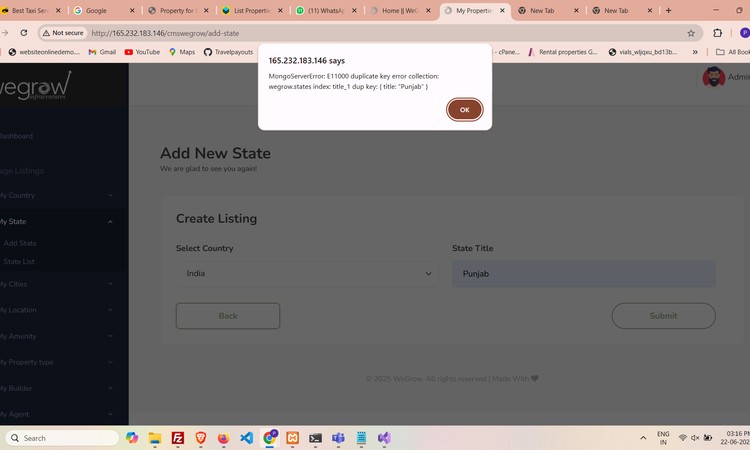 Best Taxi Serv
Google
Property for
List Propertie
(11) WhatsAp
Home || WeG
My Propertie
New Tab
New Tab
Not secure
http://165.232.183.146/cmswegrow/add-state
websiteonlinedemo....
Gmail
YouTube
Maps
Travelpayouts
- cPane...
Rental properties G...
vials_wljqxu_bd13b...
All Book
165.232.183.146 says
MongoServerError: E11000 duplicate key error collection:
wegrow.states index: title_1 dup key: { title: "Punjab" }
OK
wegrow
Admi
Dashboard
age Listings
My Country
My State
Add State
State List
My Cities
My Location
My Amenity
My Property type
My Builder
My Agent
Add New State
We are glad to see you again!
Create Listing
Select Country
State Title
India
Punjab
Back
Submit
© 2025 WeGrow. All rights reserved | Made With
Search
ENG
IN
03:16 PM
22-06-202